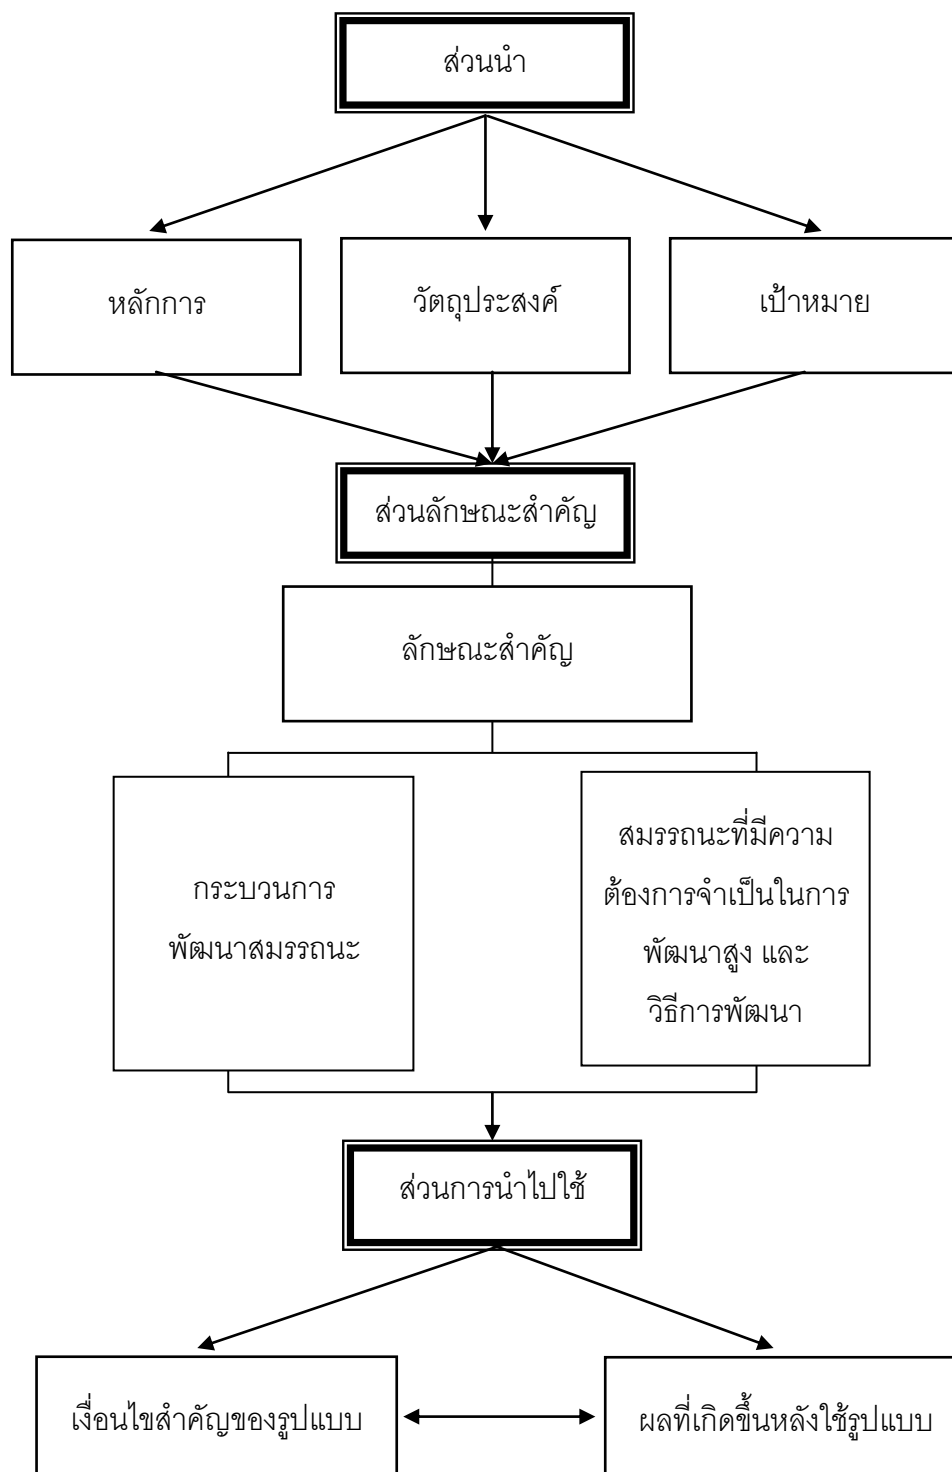 ส่วนนำ
หลักการ
วัตถุประสงค์
เป้าหมาย
ส่วนลักษณะสำคัญ
ลักษณะสำคัญ
กระบวนการ
พัฒนาสมรรถนะ
สมรรถนะที่มีความ
ต้องการจำเป็นในการ
พัฒนาสูง และ
วิธีการพัฒนา
ส่วนการนำไปใช้
เงื่อนไขสำคัญของรูปแบบ
ผลที่เกิดขึ้นหลังใช้รูปแบบ